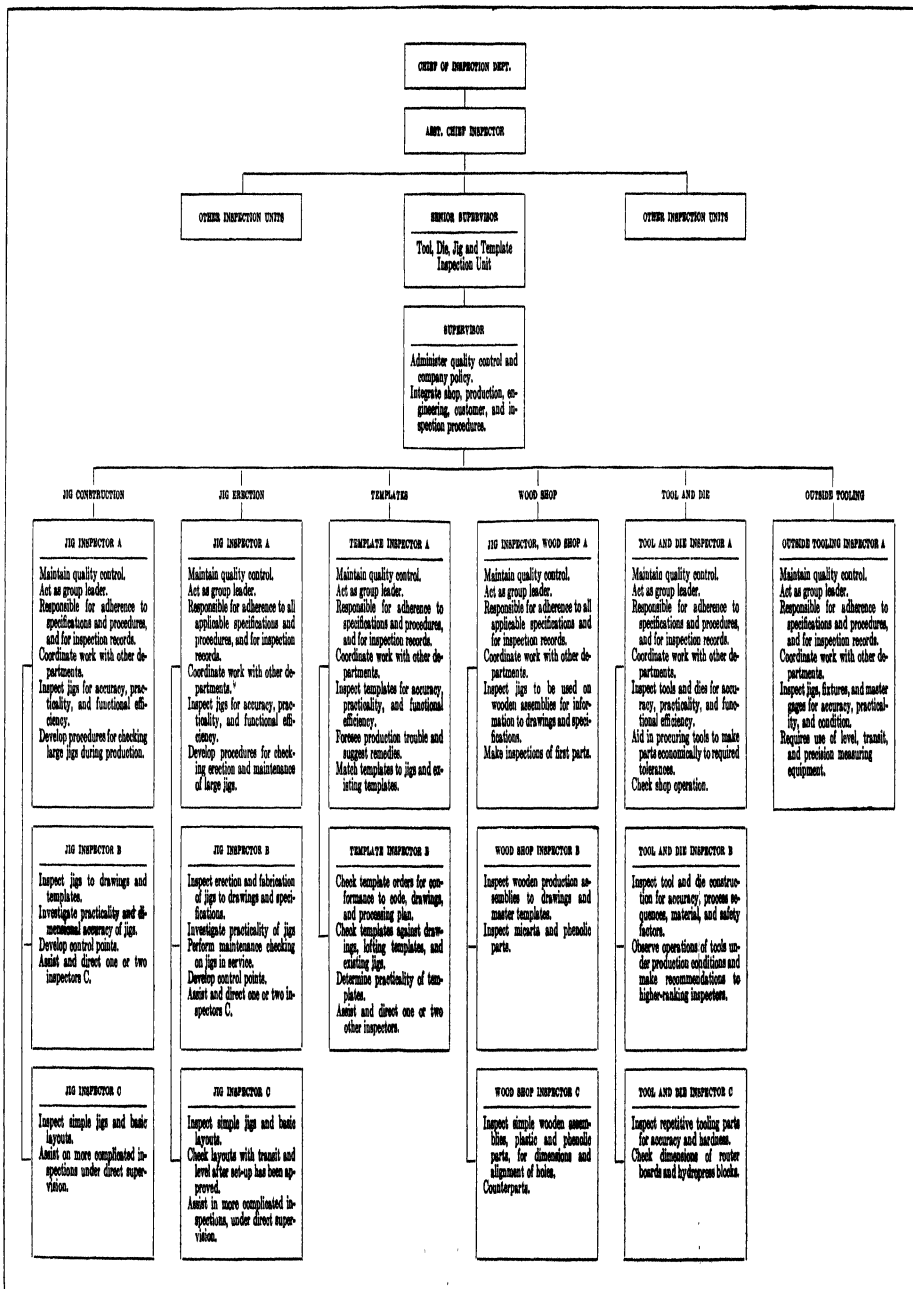 CHIEF OF INSPECTION DEPT.
ASST. CHIEF INSPECTOR
OTHER INSPECTION UNITS
SENIOR SUPERVISOR
Tool, Die, Jig and Template
Inspection Unit
OTHER INSPECTION UNITS
SUPERVISOR
Administer quality control and
company policy.
Integrate shop, production, en-
gineering, customer, and in-
spection procedures.
JIG CONSTRUCTION
JIG INSPECTOR A
Maintain quality control.
Act as group leader.
Responsible for adherence to
specifications and procedures,
and for inspection records.
Coordinate work with other de-
partments.
Inspect jigs for accuracy, prac-
ticality, and functional effi-
ciency.
Develop procedures for checking
large jigs during production.
JIG INSPECTOR B
Inspect jigs to drawings and
templates.
Investigate practicality and di-
mensional accuracy of jigs.
Develop control points.
Assist and direct one or two
inspectors C.
JIG INSPECTOR C
Inspect simple jigs and basic
layouts.
Assist on more complicated in-
spections under direct super-
vision.
JIG ERECTION
JIG INSPECTOR A
Maintain quality control.
Act as group leader.
Responsible for adherence to all
applicable specifications and
procedures, and for inspection
records.
Coordinate work with other de-
partments.
Inspect jigs for accuracy, prac-
ticality, and functional effi-
ciency.
Develop procedures for check-
ing erection and maintenance
of large jigs.
JIG INSPECTOR B
Inspect erection and fabrication
of jigs to drawings and speci-
fications.
Investigate practicality of jigs
Perform maintenance checking
on jigs in service.
Develop control points.
Assist and direct one or two in-
spectors C.
JIG INSPECTOR C
Inspect simple jigs and basic
layouts.
Check layouts with transit and
level after set-up has been ap-
proved.
Assist in more complicated in-
spections, under direct super-
vision.
TEMPLATES
TEMPLATE INSPECTOR A
Maintain quality control.
Act as group leader.
Responsible for adherence to
specifications and procedures,
and for inspection records.
Coordinate work with other de-
partments.
Inspect templates for accuracy,
practicality, and functional
efficiency.
Foresee production trouble and
suggest remedies.
Match templates to jigs and ex-
isting templates.
TEMPLATE INSPECTOR B
Check template orders for con-
formance to code, drawings,
and processing plan.
Check templates against draw-
ings, lofting templates, and
existing jigs.
Determine practicality of tem-
plates.
Assist and direct one or two
other inspectors.
WOOD SHOP
JIG INSPECTOR, WOOD SHOP A
Maintain quality control.
Act as group leader.
Responsible for adherence to all
applicable specifications and
for inspection records.
Coordinate work with other de-
partments.
Inspect jigs to be used on
wooden assemblies for infor-
mation to drawings and speci-
fications.
Make inspections of first parts.
WOOD SHOP INSPECTOR B
Inspect wooden production as-
semblies to drawings and
master templates.
Inspect micarta and phenolic
parts.
WOOD SHOP INSPECTOR C
Inspect simple wooden assem-
blies, plastic and phenolic
parts, for dimensions and
alignment of holes.
Counterparts.
TOOL AND DIE
TOOL AND DIE INSPECTOR A
Maintain quality control.
Act as group leader.
Responsible for adherence to
specifications and procedures,
and for inspection records.
Coordinate work with other de-
partments.
Inspect tools and dies for accu-
racy, practicality, and func-
tional efficiency.
Aid in procuring tools to make
parts economically to required
tolerances.
Check shop operation.
TOOL AND DIE INSPECTOR B
Inspect tool and die construc-
tion for accuracy, process se-
quences, material, and safety
factors.
Observe operations of tools un-
der production conditions and
make recommendations to
higher-ranking inspecters.
TOOL AND DIE INSPECTOR C
Inspect repetitive tooling parts
for accuracy and hardness.
Check dimensions of router
boards and hydropress blocks.
OUTSIDE TOOLING
OUTSIDE TOOLING INSPECTOR A
Maintain quality control.
Act as group leader.
Responsible for adherence to
specifications and procedures,
and for inspection records.
Coordinate work with other
departments.
Inspect jigs, fixtures, and master
gages for accuracy, practical-
ity, and condition.
Requires use of level, transit,
and precision measuring
equipment.